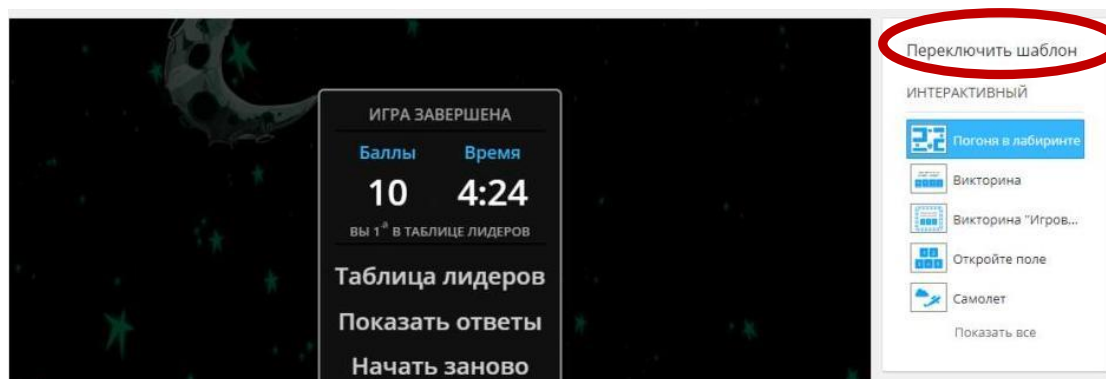 ИГРА ЗАВЕРШЕНА
Баллы Время
10 4:24
ВЫ 1ª В ТАБЛИЦЕ ЛИДЕРОВ
Таблица лидеров
Показать ответы
Начать заново
Переключить шаблон
ИНТЕРАКТИВНЫЙ
Погоня в лабиринте
Викторина
Викторина "Игров...
Откройте поле
Самолет
Показать все